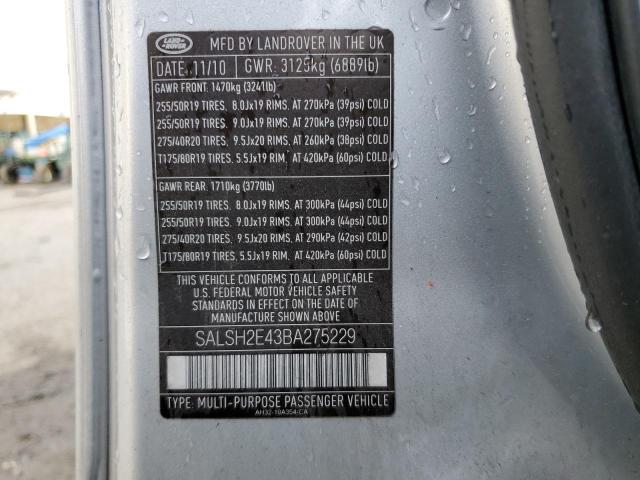 LAND ROVER
MFD BY LANDROVER IN THE UK
DATE: 11/10 GWR: 3125kg (6889lb)
GAWR FRONT: 1470kg (3241lb)
255/50R19 TIRES, 8.0Jx19 RIMS, AT 270kPa (39psi) COLD
255/50R19 TIRES, 9.0Jx19 RIMS, AT 270kPa (39psi) COLD
275/40R20 TIRES, 9.5Jx20 RIMS, AT 260kPa (38psi) COLD
T175/80R19 TIRES, 5.5Jx19 RIM, AT 420kPa (60psi) COLD
GAWR REAR: 1710kg (3770lb)
255/50R19 TIRES, 8.0Jx19 RIMS, AT 300kPa (44psi) COLD
255/50R19 TIRES, 9.0Jx19 RIMS, AT 300kPa (44psi) COLD
275/40R20 TIRES, 9.5Jx20 RIMS, AT 290kPa (42psi) COLD
T175/80R19 TIRES, 5.5Jx19 RIM, AT 420kPa (60psi) COLD
THIS VEHICLE CONFORMS TO ALL APPLICABLE
U.S. FEDERAL MOTOR VEHICLE SAFETY
STANDARDS IN EFFECT ON THE DATE OF
MANUFACTURE SHOWN ABOVE
SALSH2E43BA275229
TYPE: MULTI-PURPOSE PASSENGER VEHICLE
AH32-19A354-CA